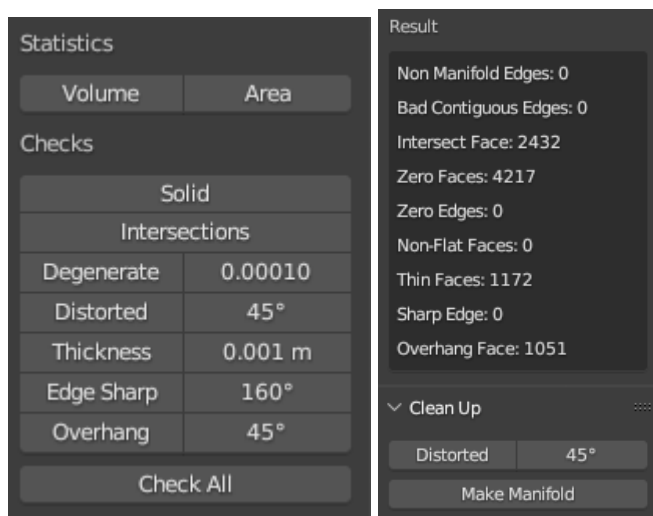 Statistics
Volume Area
Checks
Solid
Intersections
Degenerate 0.00010
Distorted 45°
Thickness 0.001 m
Edge Sharp 160°
Overhang 45°
Check All
Result
Non Manifold Edges: 0
Bad Contiguous Edges: 0
Intersect Face: 2432
Zero Faces: 4217
Zero Edges: 0
Non-Flat Faces: 0
Thin Faces: 1172
Sharp Edge: 0
Overhang Face: 1051
Clean Up
Distorted 45°
Make Manifold